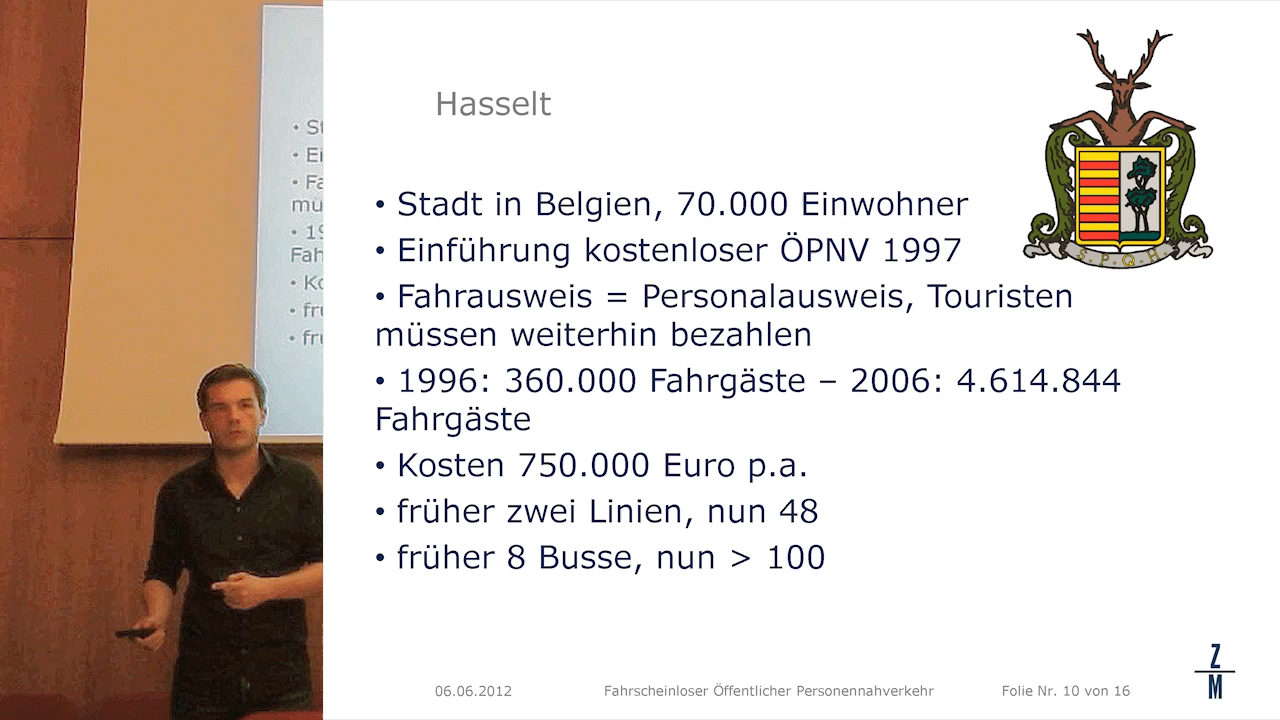 Hasselt
• Stadt in Belgien, 70.000 Einwohner
• Einführung kostenloser ÖPNV 1997
• Fahrausweis = Personalausweis, Touristen
müssen weiterhin bezahlen
• 1996: 360.000 Fahrgäste – 2006: 4.614.844
Fahrgäste
• Kosten 750.000 Euro p.a.
• früher zwei Linien, nun 48
• früher 8 Busse, nun > 100
S.P.Q.H.
Z
M
06.06.2012 Fahrscheinloser Öffentlicher Personennahverkehr Folie Nr. 10 von 16